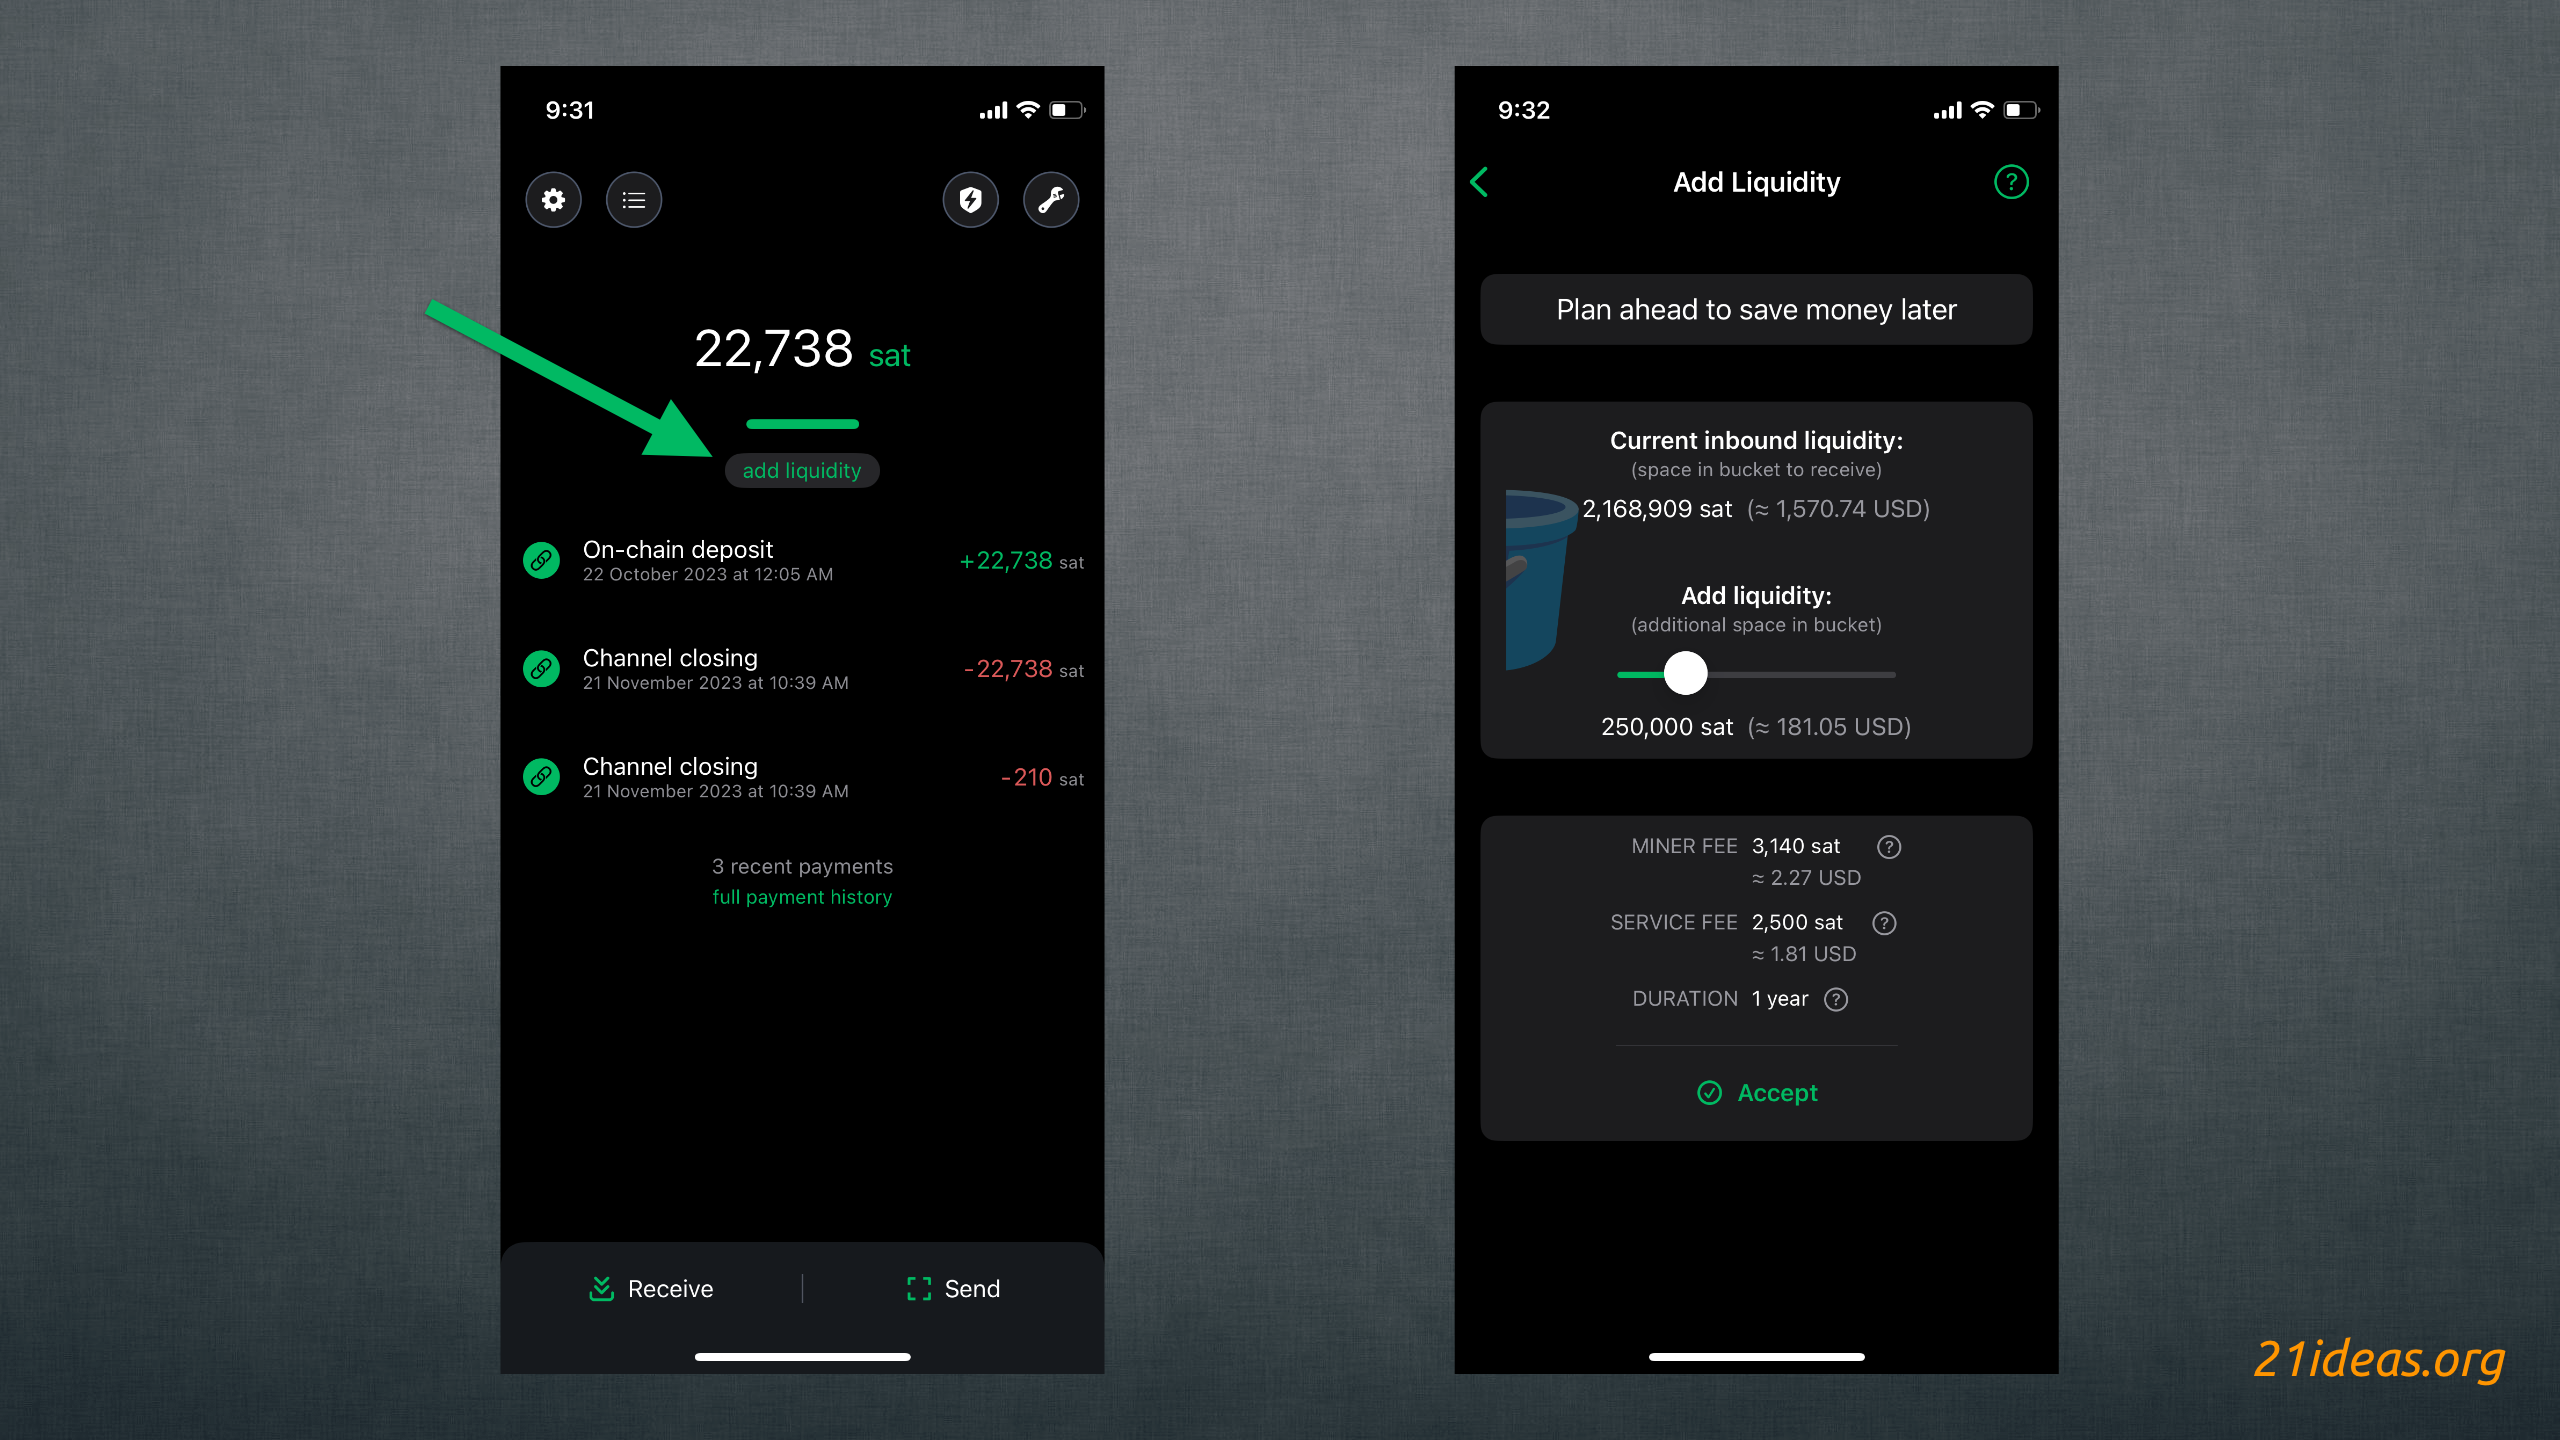 9:31
22,738 sat
add liquidity
On-chain deposit
22 October 2023 at 12:05 AM
+22,738 sat
Channel closing
21 November 2023 at 10:39 AM
-22,738 sat
Channel closing
21 November 2023 at 10:39 AM
-210 sat
3 recent payments
full payment history
Receive
Send
9:32
Add Liquidity
?
Plan ahead to save money later
Current inbound liquidity:
(space in bucket to receive)
2,168,909 sat (≈ 1,570.74 USD)
Add liquidity:
(additional space in bucket)
250,000 sat (≈ 181.05 USD)
MINER FEE 3,140 sat ?
≈ 2.27 USD
SERVICE FEE 2,500 sat ?
≈ 1.81 USD
DURATION 1 year ?
Accept
21ideas.org